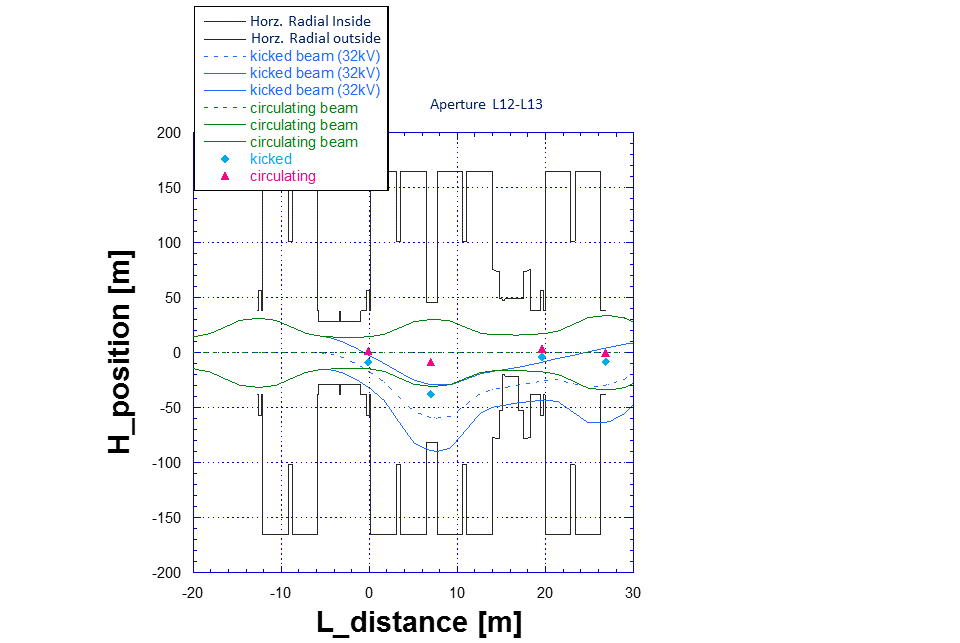 Horz. Radial Inside
Horz. Radial outside
kicked beam (32kV)
kicked beam (32kV)
kicked beam (32kV)
circulating beam
circulating beam
circulating beam
kicked
circulating
Aperture L12-L13
200
150
100
50
0
-50
-100
-150
-200
H_position [m]
-20
-10
0
10
20
30
L_distance [m]